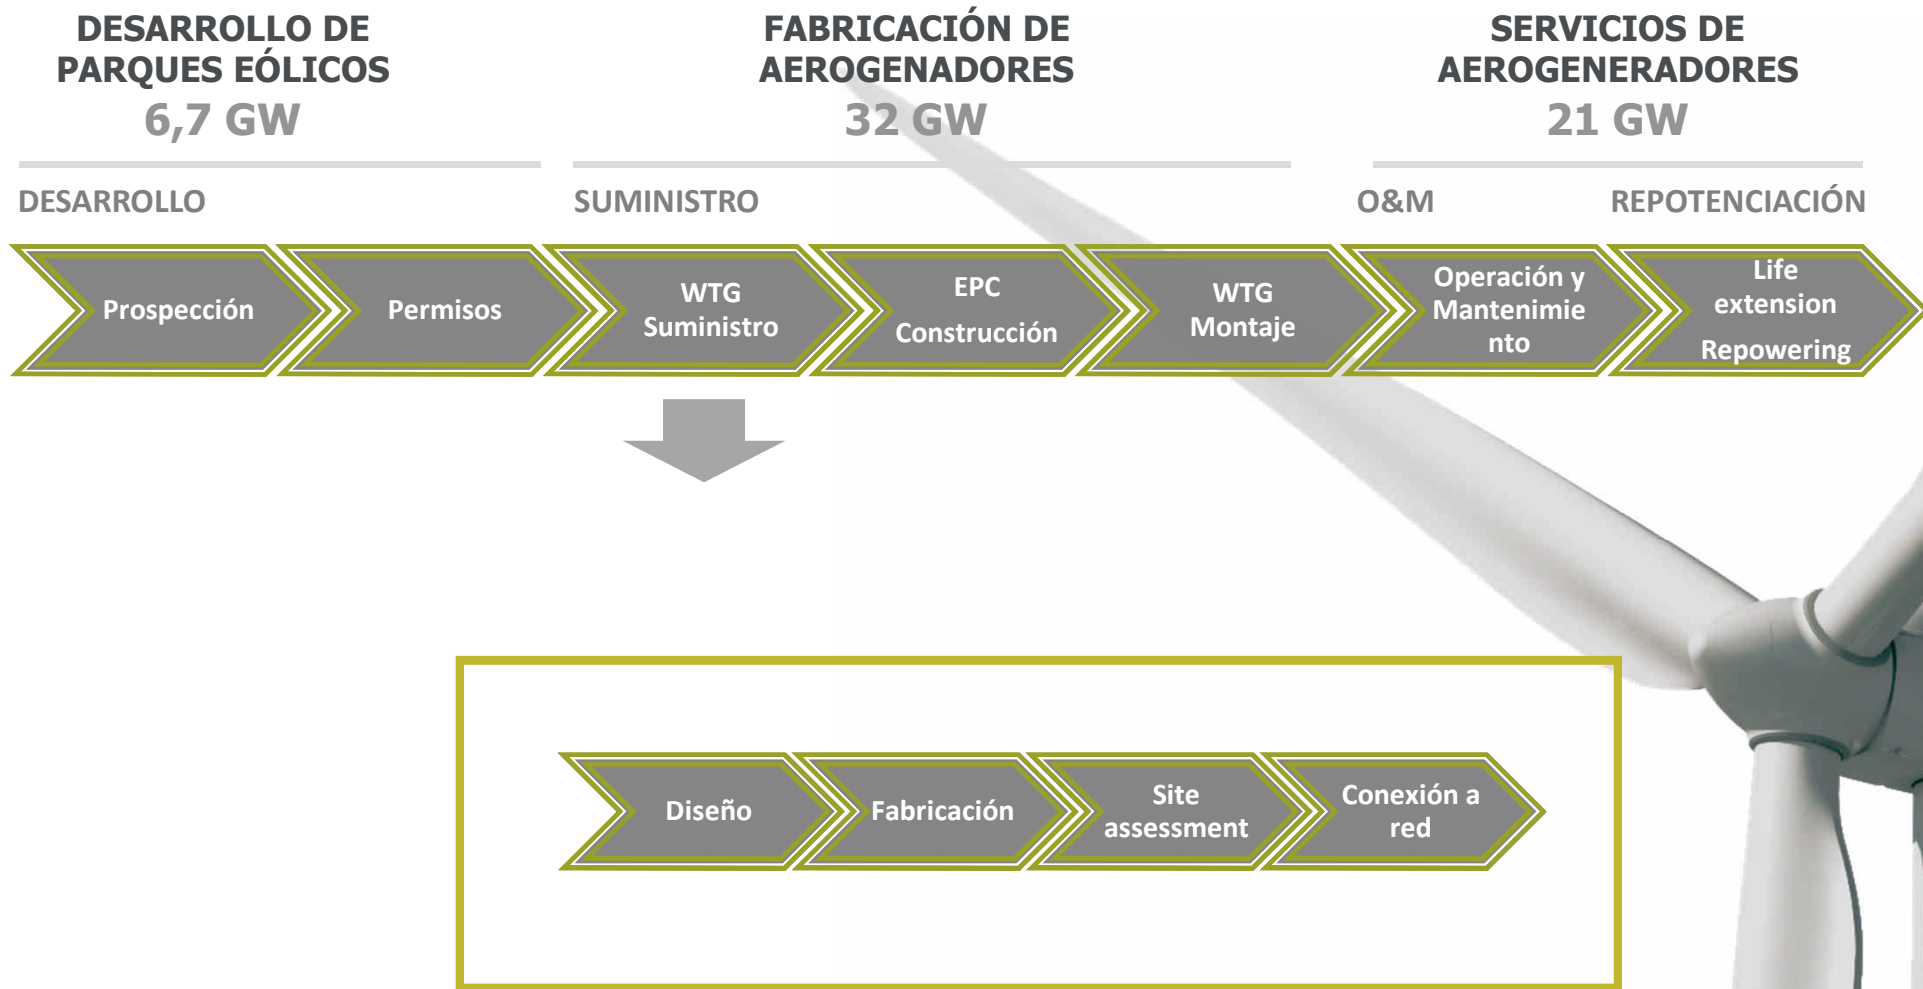 DESARROLLO DE
PARQUES EÓLICOS
6,7 GW
FABRICACIÓN DE
AEROGENADORES
32 GW
SERVICIOS DE
AEROGENERADORES
21 GW
DESARROLLO
SUMINISTRO
O&M
REPOTENCIACIÓN
Prospección
Permisos
WTG
Suministro
EPC
Construcción
WTG
Montaje
Operación y
Mantenimie
nto
Life
extension
Repowering
Diseño
Fabricación
Site
assessment
Conexión a
red